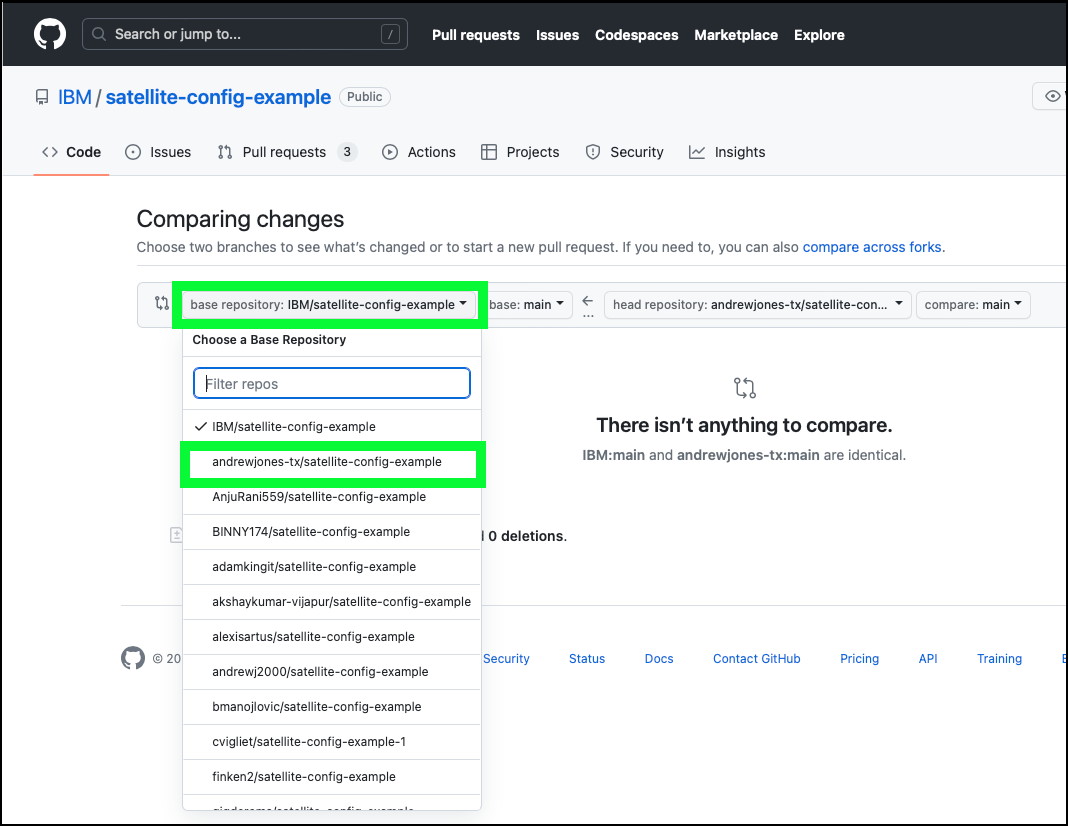 Search or jump to... /
Pull requests Issues Codespaces Marketplace Explore
IBM / satellite-config-example Public
Code Issues Pull requests 3 Actions Projects Security Insights
Comparing changes
Choose two branches to see what's changed or to start a new pull request. If you need to, you can also compare across forks.
base repository: IBM/satellite-config-example base: main ← ... head repository: andrewjones-tx/satellite-con... compare: main
Choose a Base Repository
Filter repos
IBM/satellite-config-example
andrewjones-tx/satellite-config-example
AnjuRani559/satellite-config-example
BINNY174/satellite-config-example
adamkingit/satellite-config-example
akshaykumar-vijapur/satellite-config-example
alexisartus/satellite-config-example
andrewj2000/satellite-config-example
bmanojlovic/satellite-config-example
cvigliet/satellite-config-example-1
finken2/satellite-config-example
There isn't anything to compare.
IBM:main and andrewjones-tx:main are identical.
0 deletions.
© 20
Security Status Docs Contact GitHub Pricing API Training